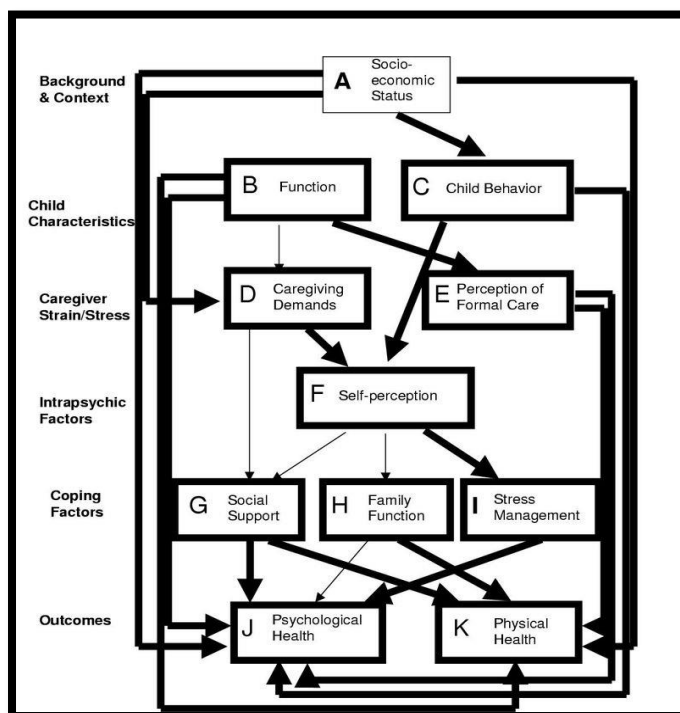 Background
& Context
A
Socio-
economic
Status
Child
Characteristics
B Function
C Child Behavior
Caregiver
Strain/Stress
D Caregiving
Demands
E Perception of
Formal Care
Intrapsychic
Factors
F Self-perception
Coping
Factors
G Social
Support
H Family
Function
I Stress
Management
Outcomes
J Psychological
Health
K Physical
Health